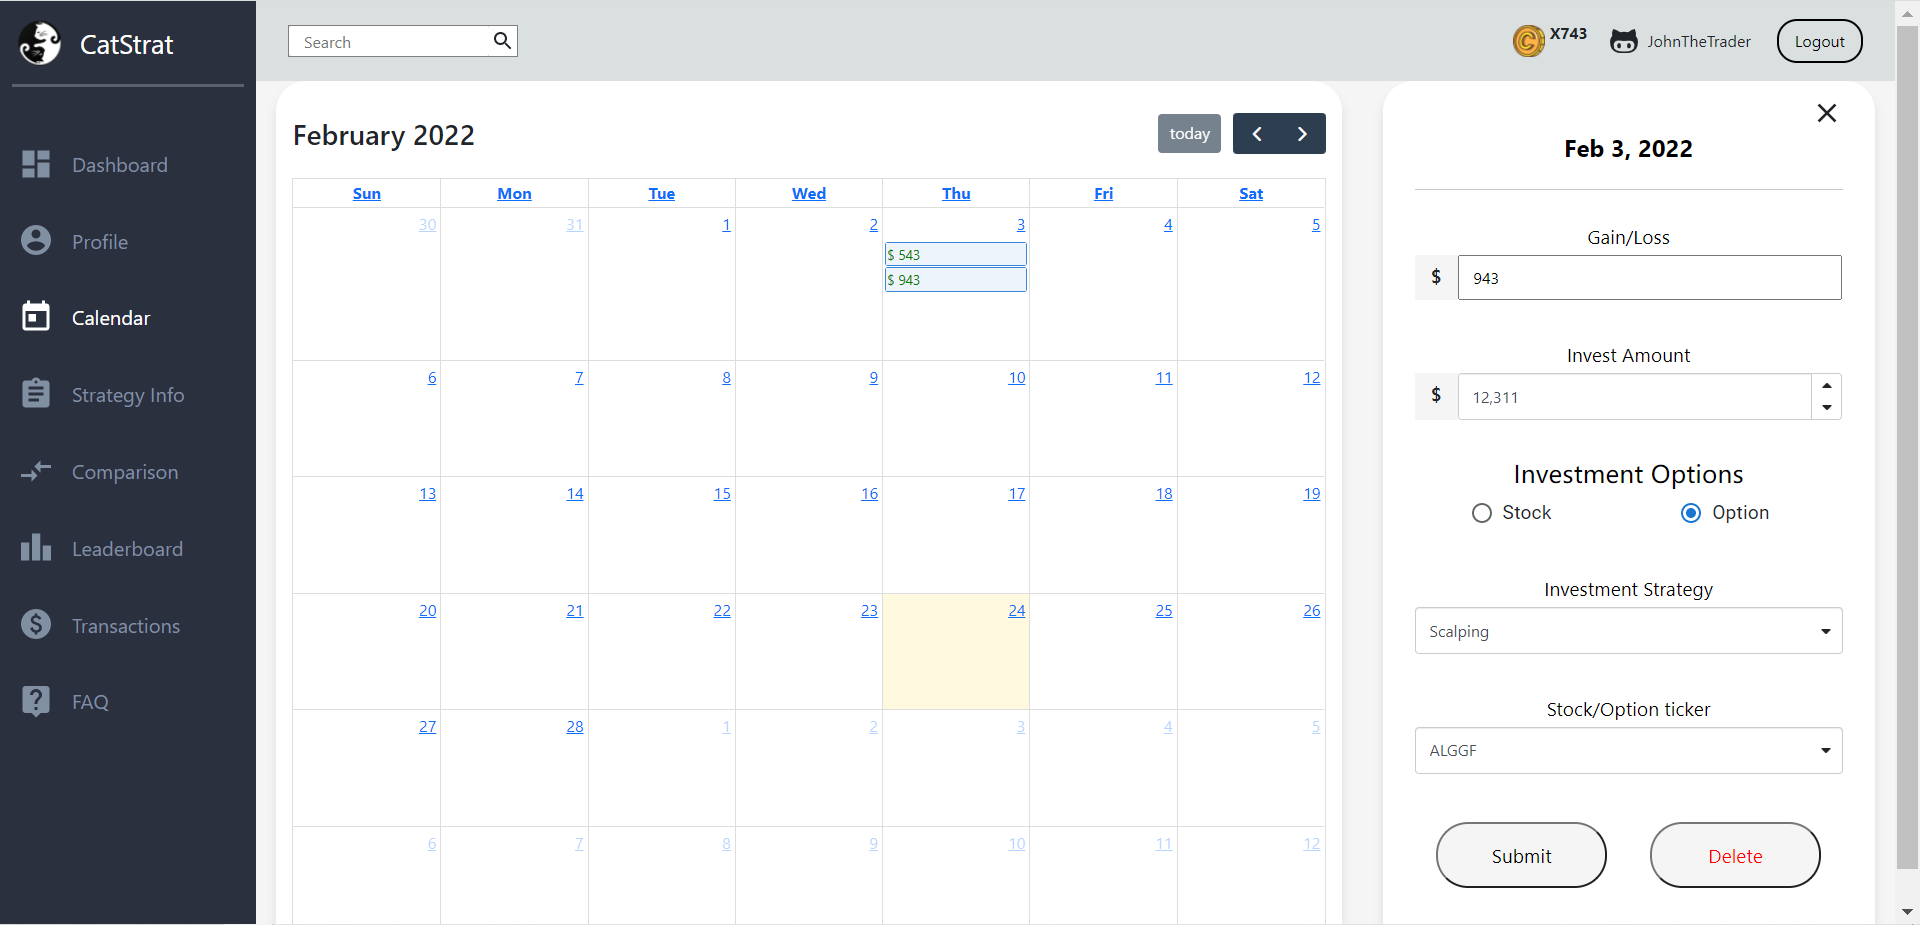 CatStrat
Dashboard
Profile
Calendar
Strategy Info
Comparison
Leaderboard
Transactions
FAQ
Search
X743
JohnTheTrader
Logout
February 2022
today
Sun Mon Tue Wed Thu Fri Sat
30 31 1 2 3 4 5
$ 543
$ 943
6 7 8 9 10 11 12
13 14 15 16 17 18 19
20 21 22 23 24 25 26
27 28 1 2 3 4 5
6 7 8 9 10 11 12
Feb 3, 2022
Gain/Loss
$ 943
Invest Amount
$ 12,311
Investment Options
Stock Option
Investment Strategy
Scalping
Stock/Option ticker
ALGGF
Submit Delete